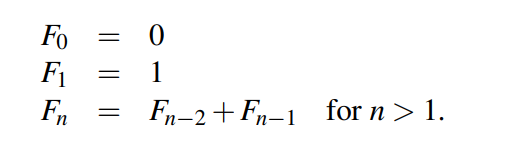 F₀ = 0
F₁ = 1
Fₙ = Fₙ₋₂ + Fₙ₋₁ for n > 1.